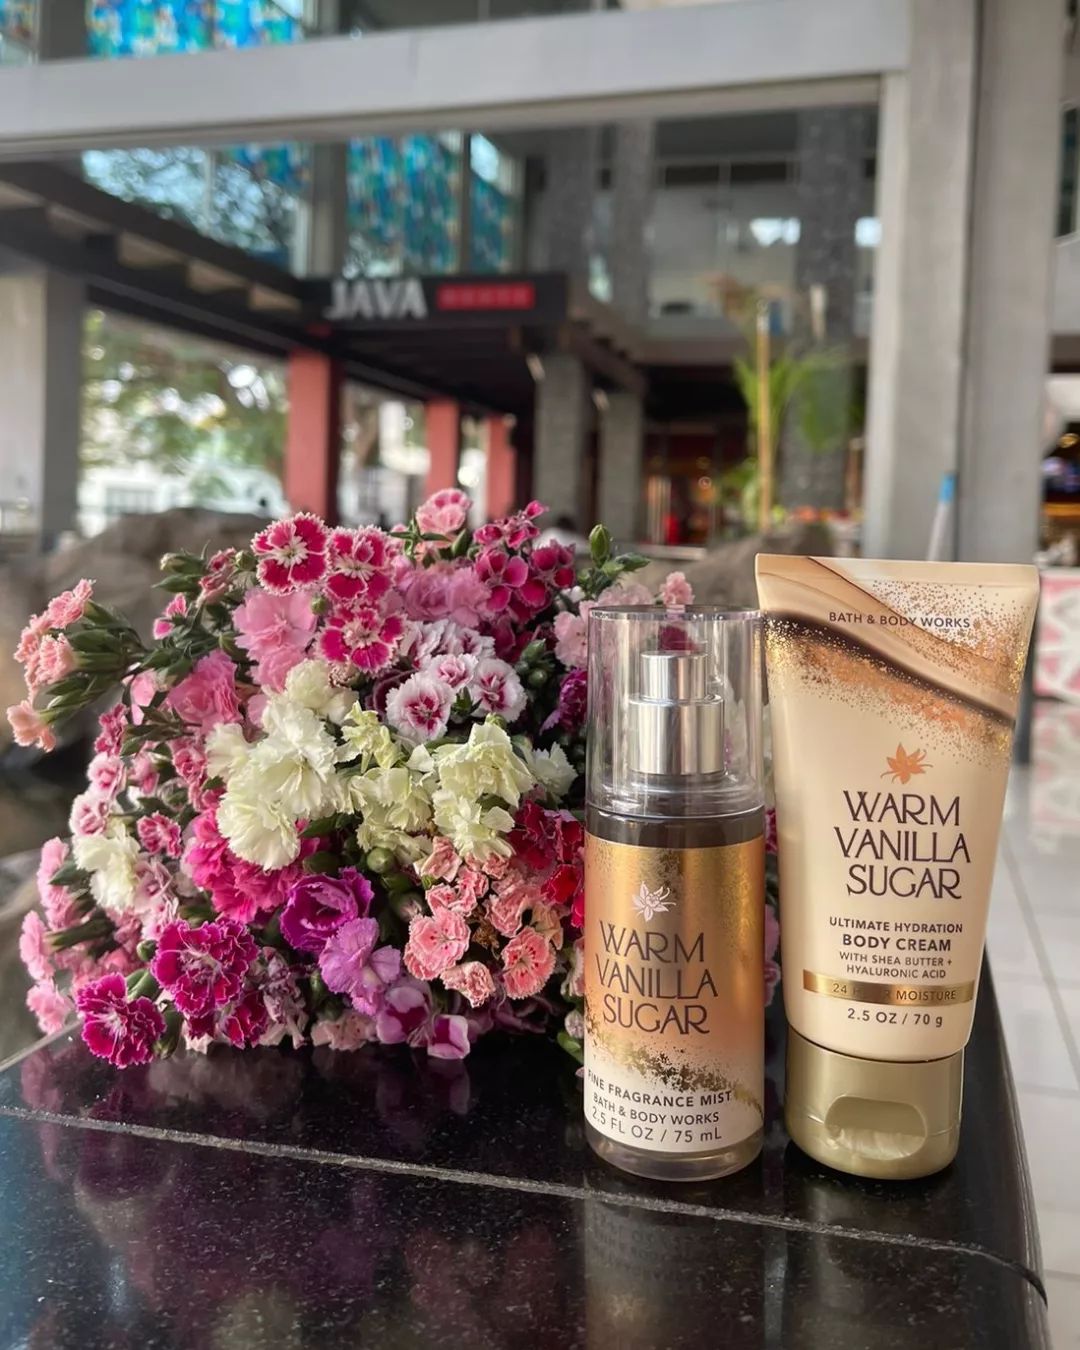 JAVA
BATH & BODY WORKS
WARM
VANILLA
SUGAR
ULTIMATE HYDRATION
BODY CREAM
WITH SHEA BUTTER +
HYALURONIC ACID
24 HOUR MOISTURE
2.5 OZ / 70 g
WARM
VANILLA
SUGAR
FINE FRAGRANCE MIST
BATH & BODY WORKS
2.5 FL OZ / 75 mL